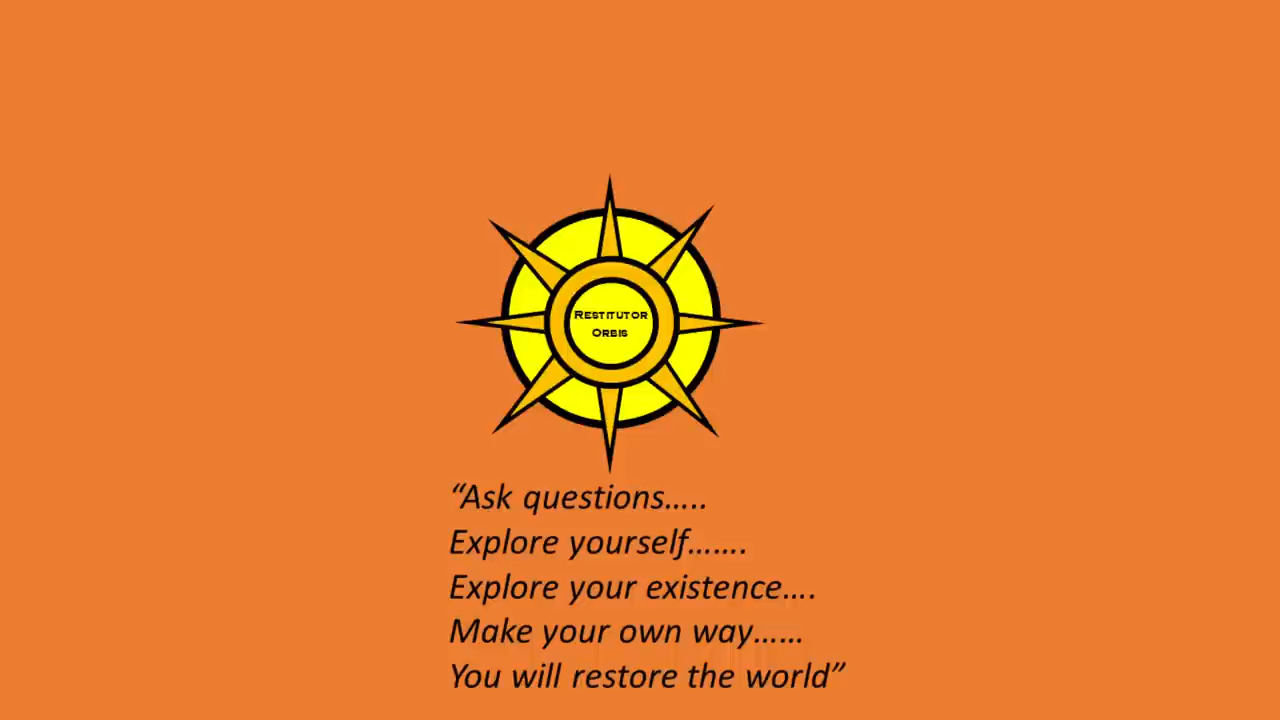 Restitutor
Orbis
“Ask questions…..
Explore yourself…….
Explore your existence….
Make your own way……
You will restore the world”